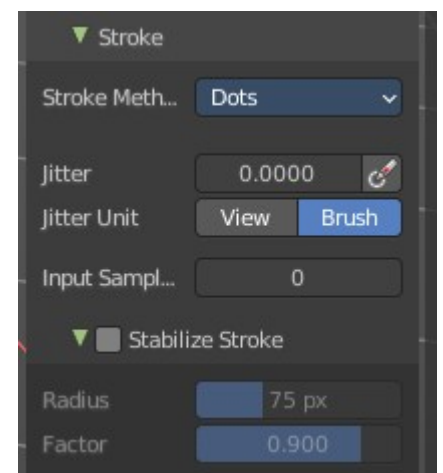 Stroke
Stroke Meth... Dots
Jitter 0.0000
Jitter Unit View Brush
Input Sampl... 0
Stabilize Stroke
Radius 75 px
Factor 0.900